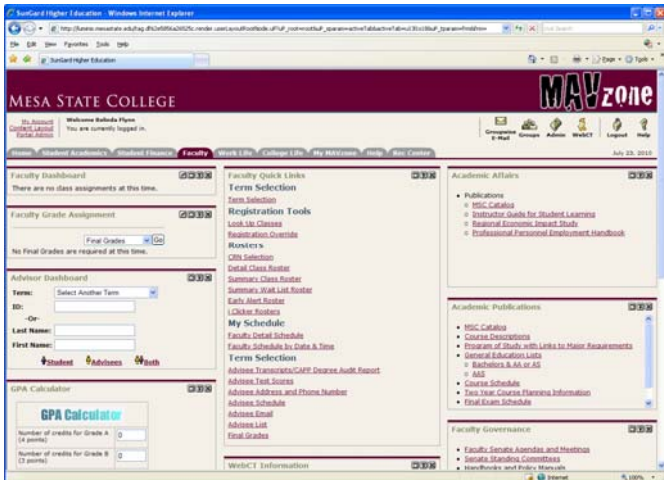 SunGard Higher Education - Windows Internet Explorer
File Edit View Favorites Tools Help
SunGard Higher Education
Page Tools
MESA STATE COLLEGE
MAVzone
My Account
Content Layout
Portal Admin
Welcome Belinda Flynn
You are currently logged in.
Groupwise E-Mail Groups Admin WebCT Logout Help
Home Student Academics Student Finance Faculty Work Life College Life My MAVzone Help Rec Center
July 23, 2010
Faculty Dashboard
There are no class assignments at this time.
Faculty Grade Assignment
Final Grades Go
No Final Grades are required at this time.
Advisor Dashboard
Term: Select Another Term
ID:
-Or-
Last Name:
First Name:
Student Advisees Both
GPA Calculator
GPA Calculator
Number of credits for Grade A
(4 points) 0
Number of credits for Grade B
(3 points) 0
Faculty Quick Links
Term Selection
Term Selection
Registration Tools
Look Up Classes
Registration Override
Rosters
CRN Selection
Detail Class Roster
Summary Class Roster
Summary Wait List Roster
Early Alert Roster
i.Clicker Rosters
My Schedule
Faculty Detail Schedule
Faculty Schedule by Date & Time
Term Selection
Advisee Transcripts/CAPP Degree Audit Report
Advisee Test Scores
Advisee Address and Phone Number
Advisee Schedule
Advisee Email
Advisee List
Final Grades
WebCT Information
Academic Affairs
Publications
MSC Catalog
Instructor Guide for Student Learning
Regional Economic Impact Study
Professional Personnel Employment Handbook
Academic Publications
MSC Catalog
Course Descriptions
Program of Study with Links to Major Requirements
General Education Lists
Bachelors & AA or AS
AAS
Course Schedule
Two Year Course Planning Information
Final Exam Schedule
Faculty Governance
Faculty Senate Agendas and Meetings
Senate Standing Committees
Handbooks and Policy Manuals
Internet
100%